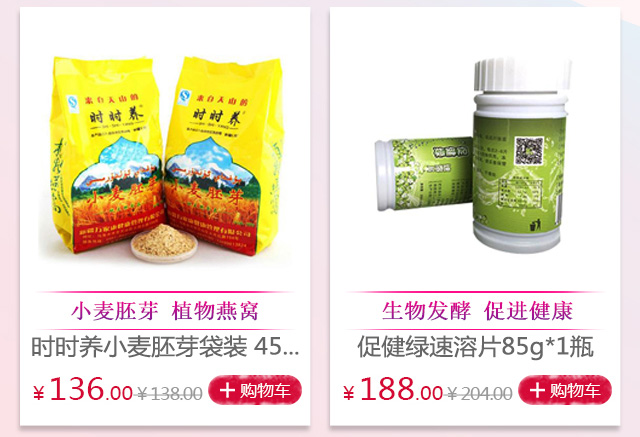 来自天山的
时时养
小麦胚芽
来自天山的
时时养
小麦胚芽
小麦胚芽 植物燕窝
时时养小麦胚芽袋装 45...
¥136.00 ¥138.00 +购物车
生物发酵 促进健康
促健绿速溶片85g*1瓶
¥188.00 ¥204.00 +购物车